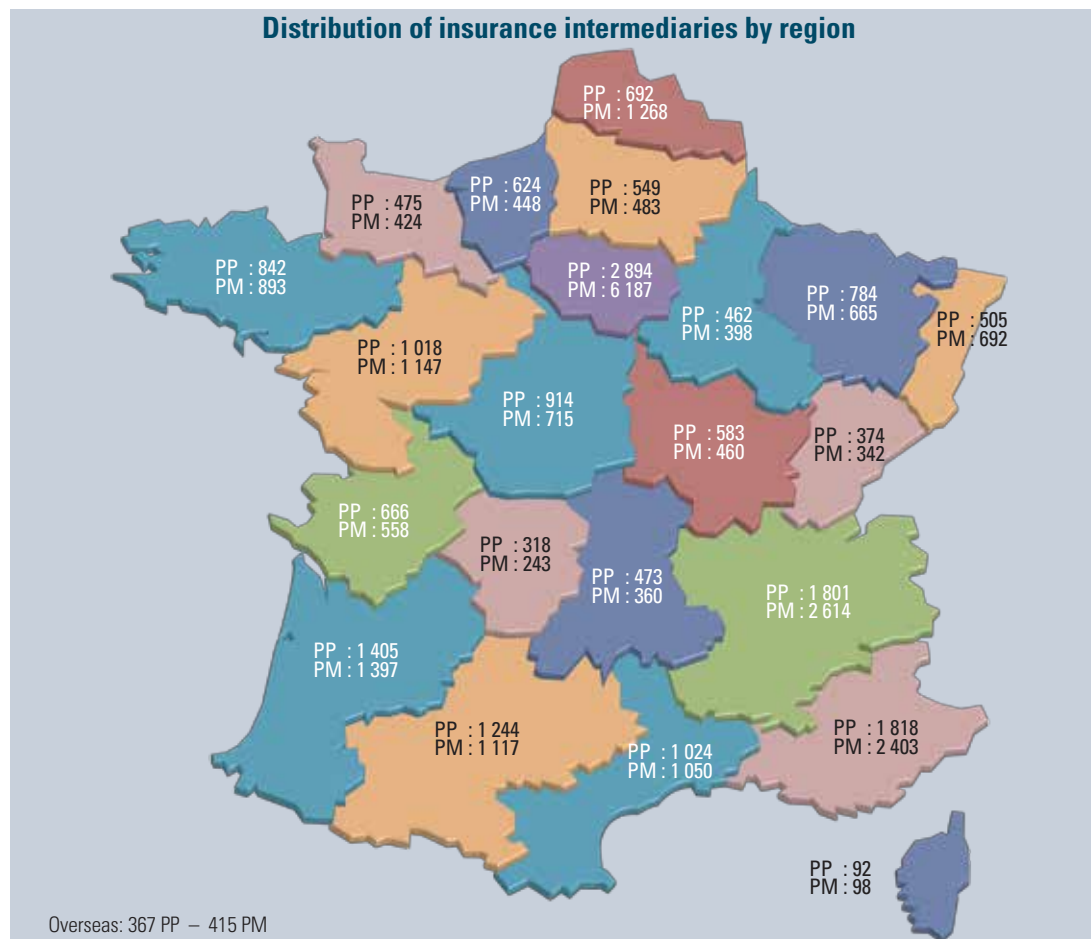 Distribution of insurance intermediaries by region
PP : 692
PM : 1 268
PP : 624
PM : 448
PP : 549
PM : 483
PP : 475
PM : 424
PP : 842
PM : 893
PP : 2 894
PM : 6 187
PP : 462
PM : 398
PP : 784
PM : 665
PP : 505
PM : 692
PP : 1 018
PM : 1 147
PP : 914
PM : 715
PP : 583
PM : 460
PP : 374
PM : 342
PP : 666
PM : 558
PP : 318
PM : 243
PP : 473
PM : 360
PP : 1 801
PM : 2 614
PP : 1 405
PM : 1 397
PP : 1 244
PM : 1 117
PP : 1 024
PM : 1 050
PP : 1 818
PM : 2 403
PP : 92
PM : 98
Overseas: 367 PP – 415 PM